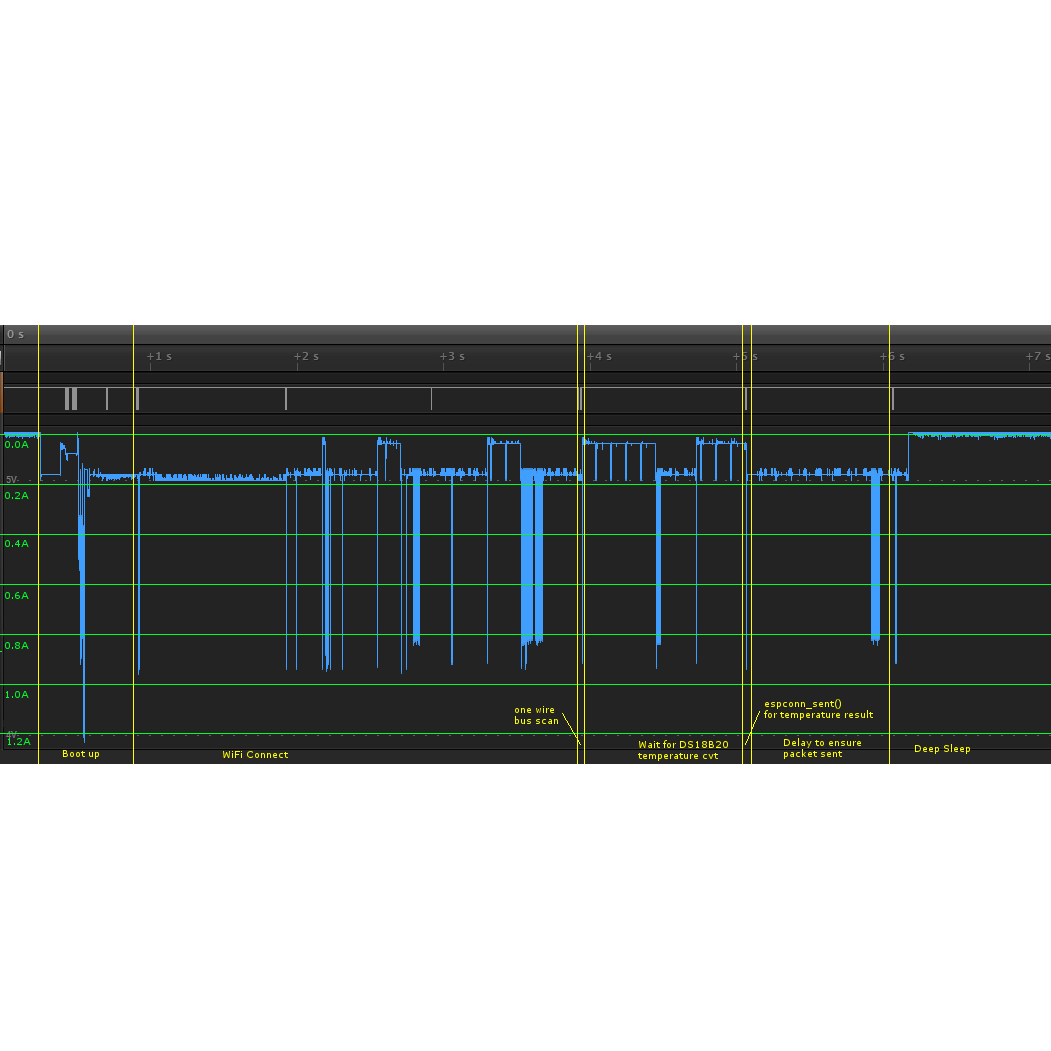 0 s
+1 s
+2 s
+3 s
+4 s
+5 s
+6 s
+7 s
0.0A
5V
0.2A
0.4A
0.6A
0.8A
1.0A
4V
1.2A
one wire
bus scan
espconn_sent()
for temperature result
Boot up
WiFi Connect
Wait for DS18B20
temperature cvt
Delay to ensure
packet sent
Deep Sleep